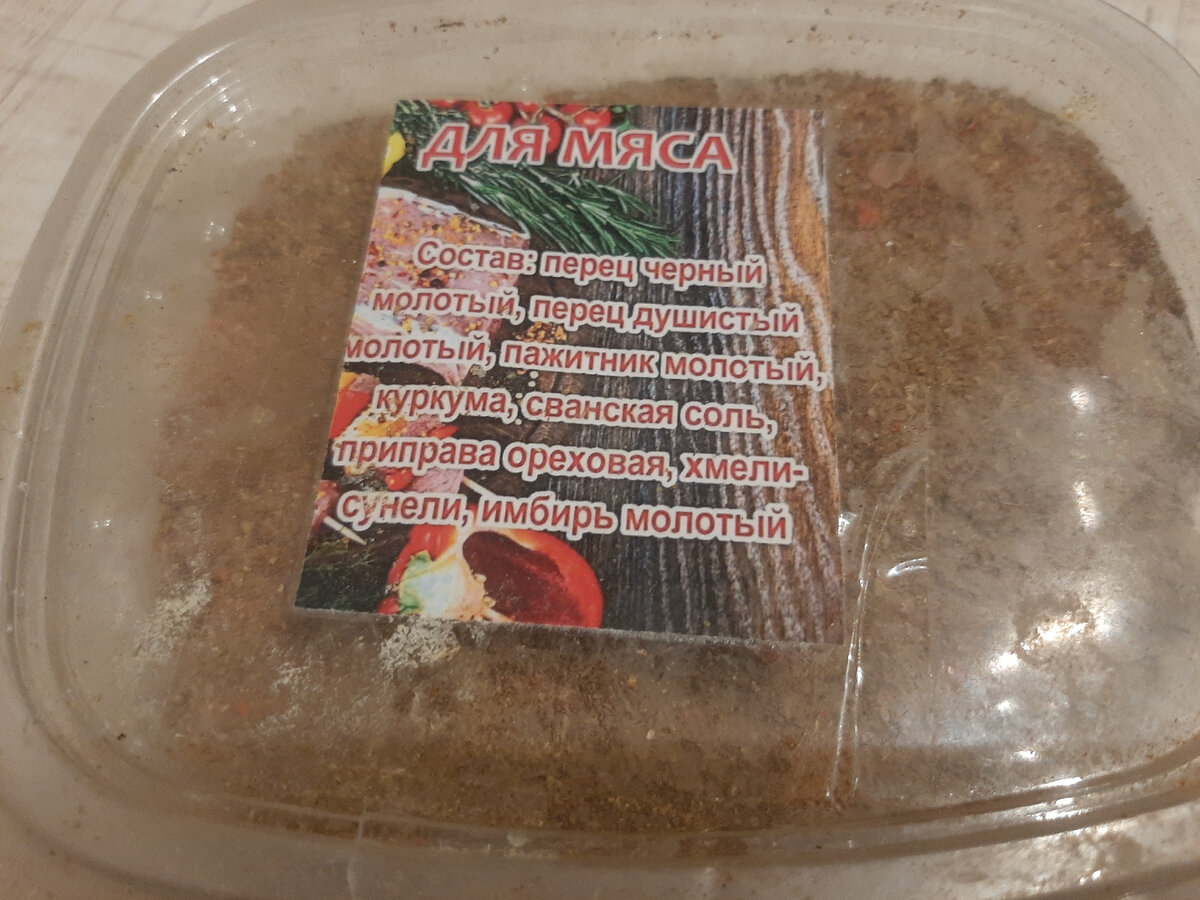 ДЛЯ МЯСА
Состав: перец черный
молотый, перец душистый
молотый, пажитник молотый,
куркума, сванская соль,
приправа ореховая, хмели-
сунели, имбирь молотый